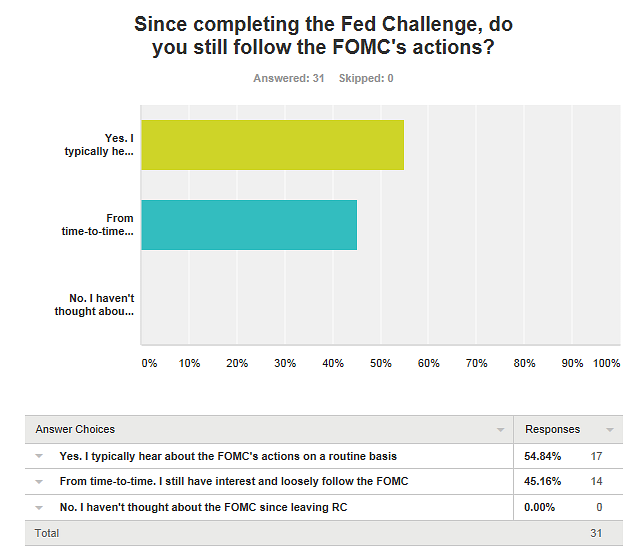 Since completing the Fed Challenge, do
you still follow the FOMC's actions?
Answered: 31 Skipped: 0
Yes. I
typically he...
From
time-to-time...
No. I haven't
thought abou...
0% 10% 20% 30% 40% 50% 60% 70% 80% 90% 100%
Answer Choices Responses
Yes. I typically hear about the FOMC's actions on a routine basis 54.84% 17
From time-to-time. I still have interest and loosely follow the FOMC 45.16% 14
No. I haven't thought about the FOMC since leaving RC 0.00% 0
Total 31